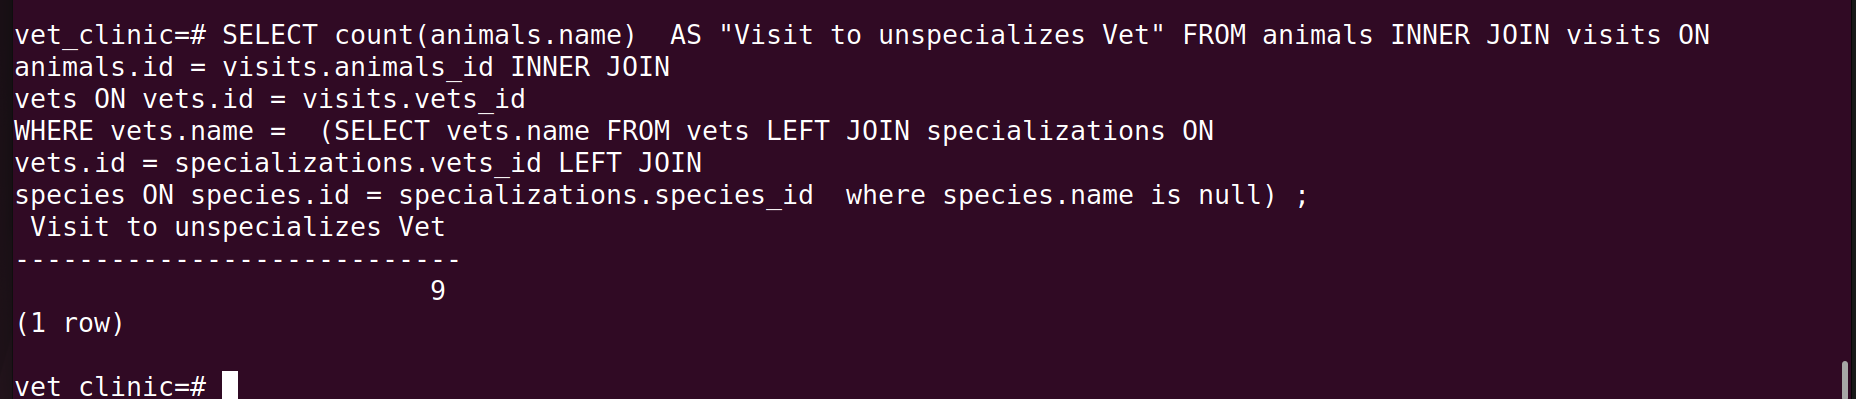 vet_clinic=# SELECT count(animals.name)  AS "Visit to unspecializes Vet" FROM animals INNER JOIN visits ON
animals.id = visits.animals_id INNER JOIN
vets ON vets.id = visits.vets_id
WHERE vets.name =  (SELECT vets.name FROM vets LEFT JOIN specializations ON
vets.id = specializations.vets_id LEFT JOIN
species ON species.id = specializations.species_id  where species.name is null) ;
 Visit to unspecializes Vet
----------------------------
                          9
(1 row)

vet_clinic=#